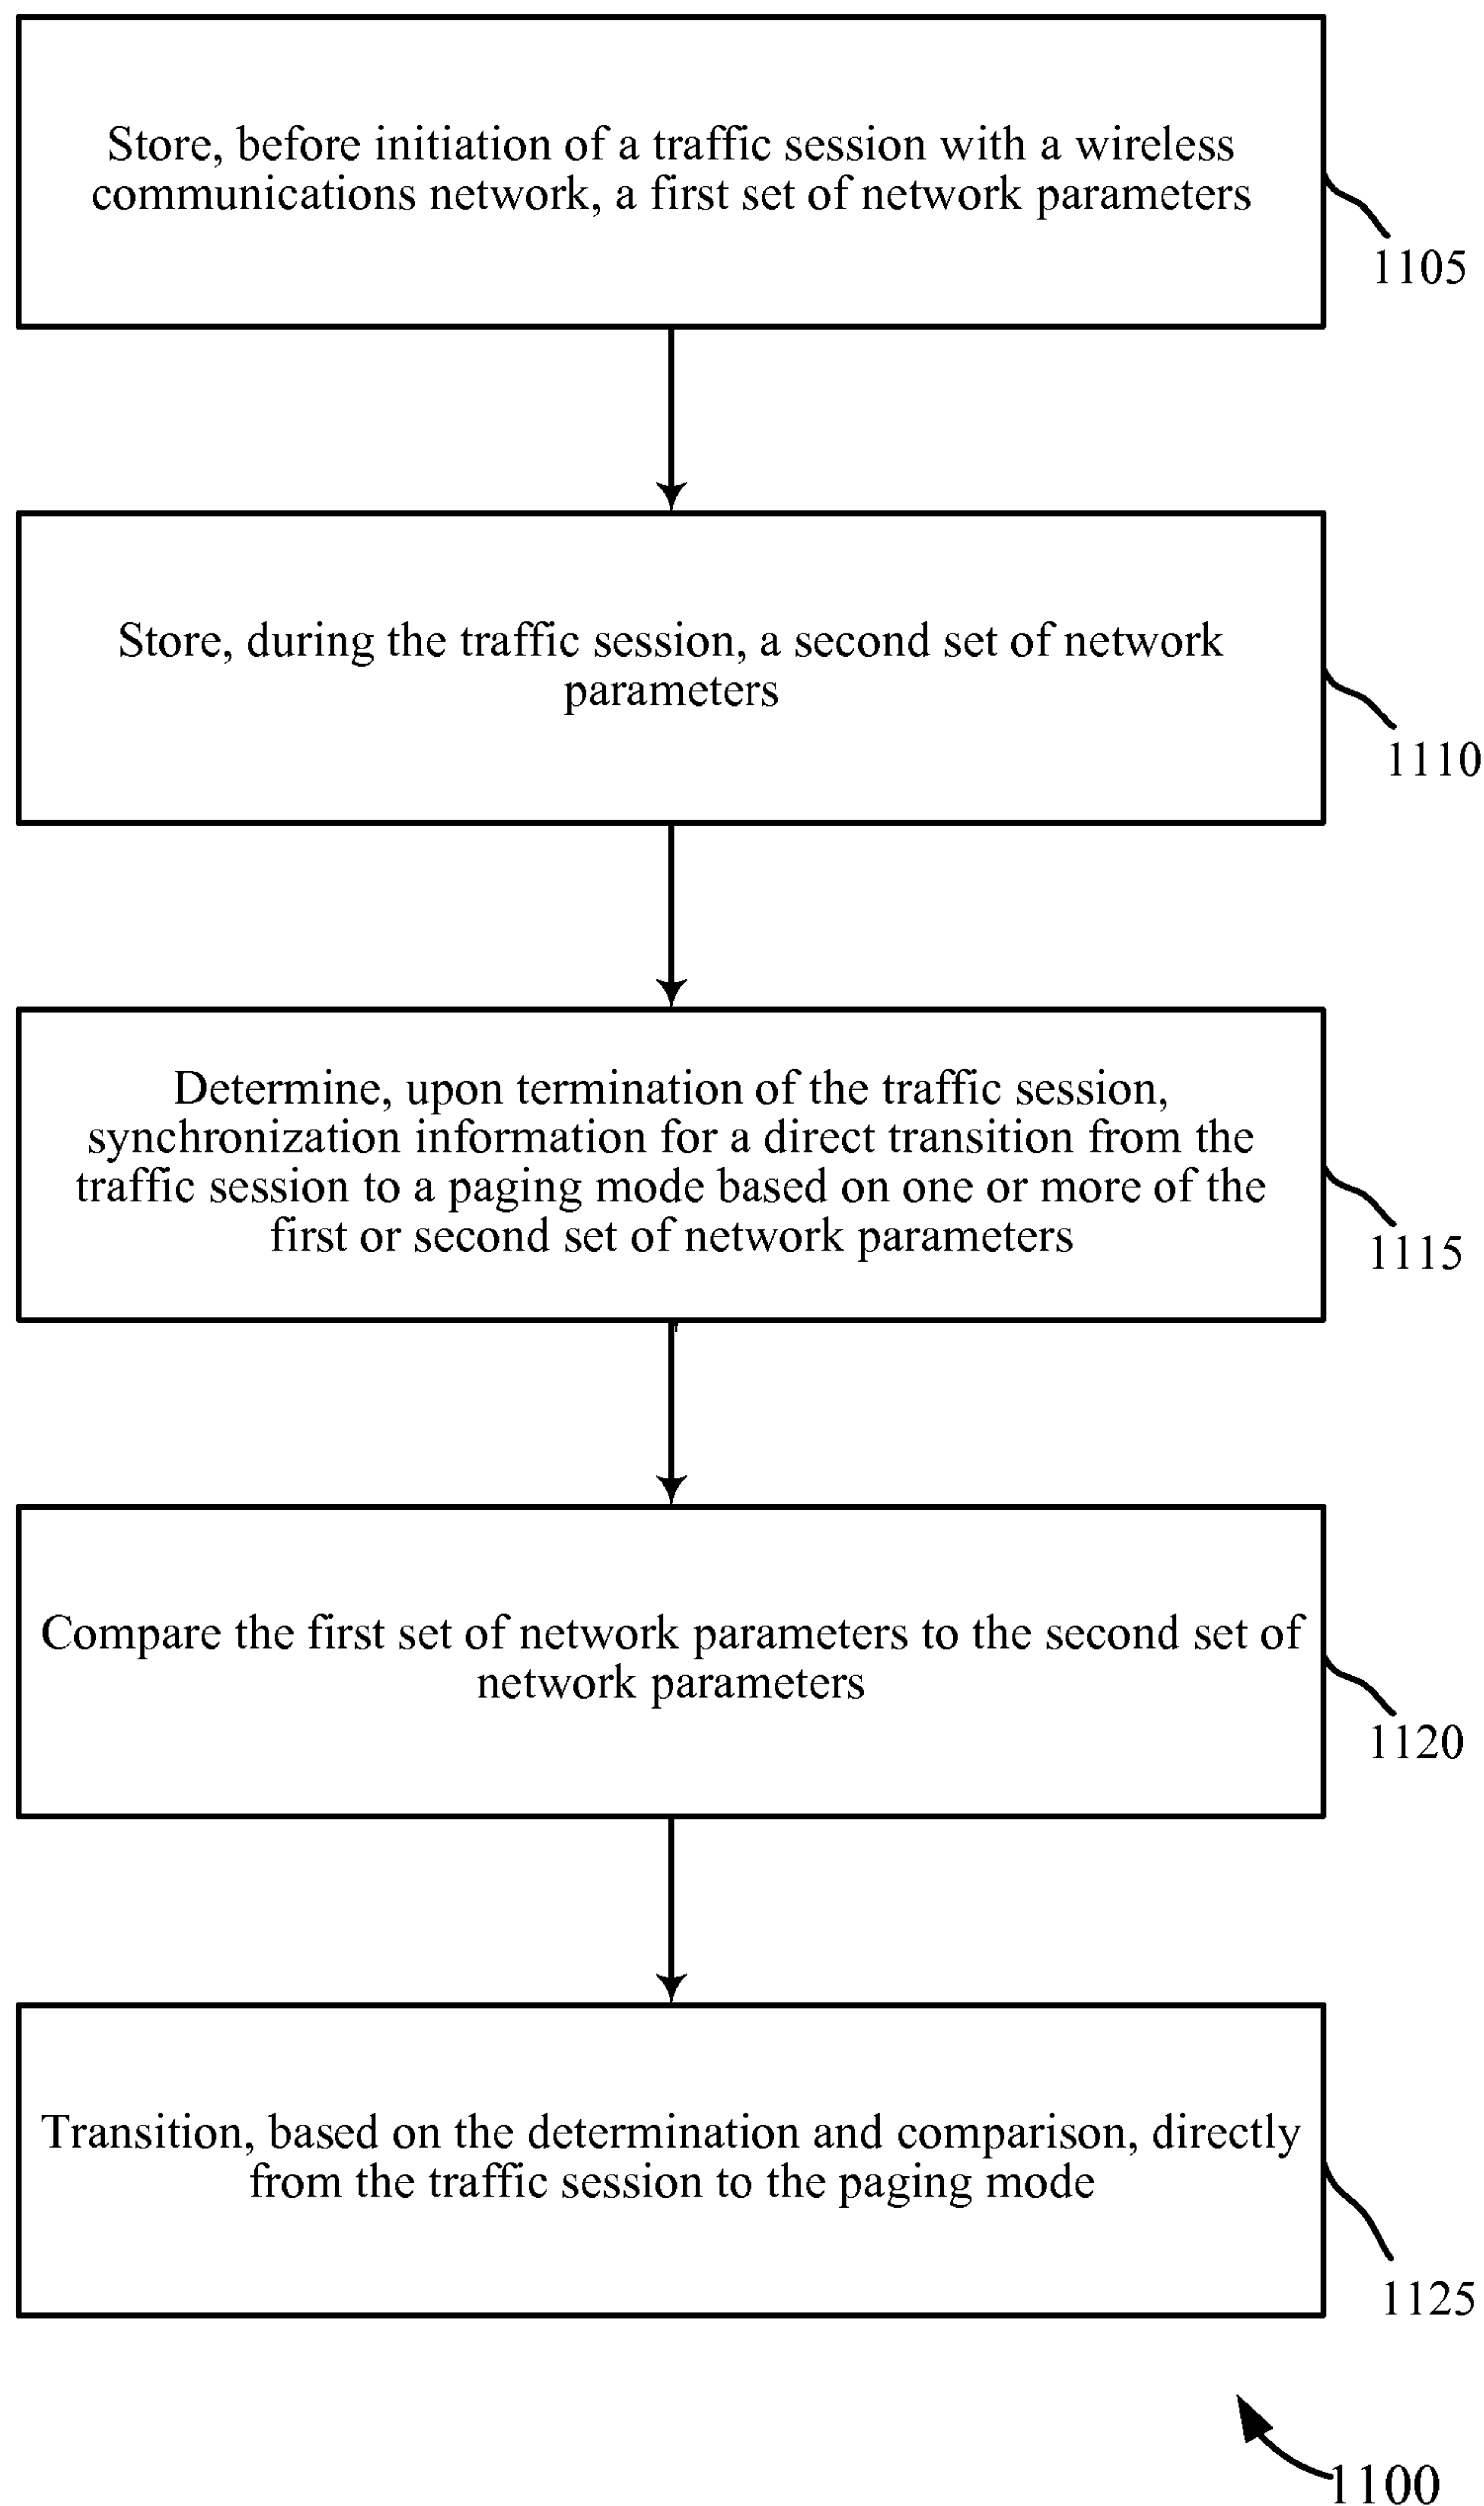 Store, before initiation of a traffic session with a wireless
communications network, a first set of network parameters
1105
Store, during the traffic session, a second set of network
parameters
1110
Determine, upon termination of the traffic session,
synchronization information for a direct transition from the
traffic session to a paging mode based on one or more of the
first or second set of network parameters
1115
Compare the first set of network parameters to the second set of
network parameters
1120
Transition, based on the determination and comparison, directly
from the traffic session to the paging mode
1125
1100